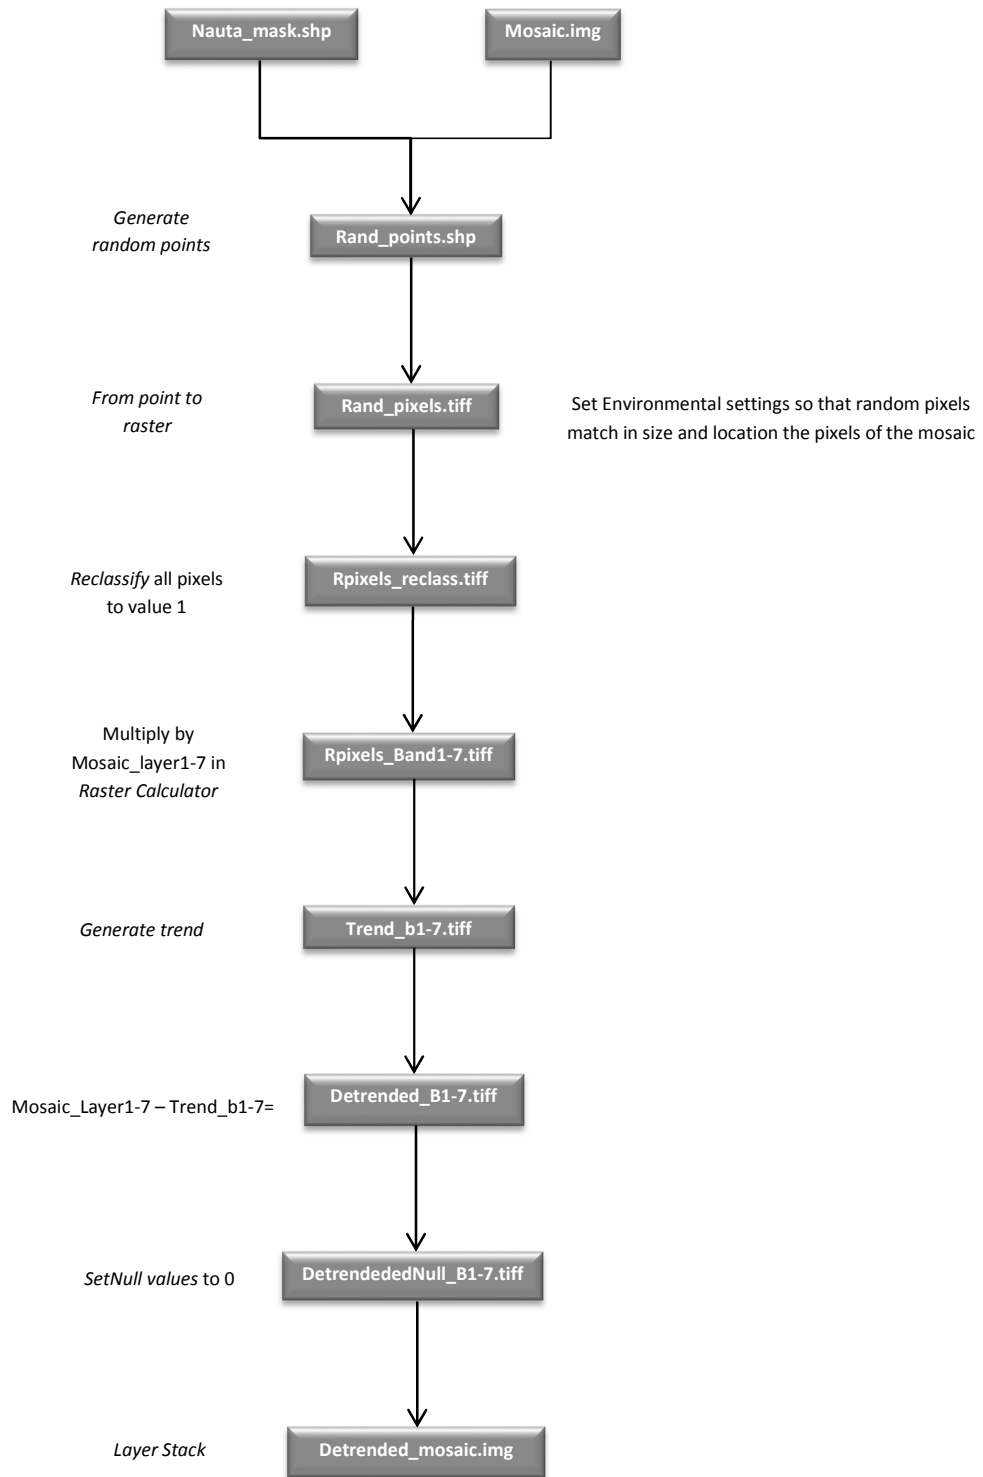 Nauta_mask.shp
Mosaic.img
Generate
random points
Rand_points.shp
From point to
raster
Rand_pixels.tiff
Set Environmental settings so that random pixels
match in size and location the pixels of the mosaic
Reclassify all pixels
to value 1
Rpixels_reclass.tiff
Multiply by
Mosaic_layer1-7 in
Raster Calculator
Rpixels_Band1-7.tiff
Generate trend
Trend_b1-7.tiff
Mosaic_Layer1-7 – Trend_b1-7=
Detrended_B1-7.tiff
SetNull values to 0
DetrendededNull_B1-7.tiff
Layer Stack
Detrended_mosaic.img